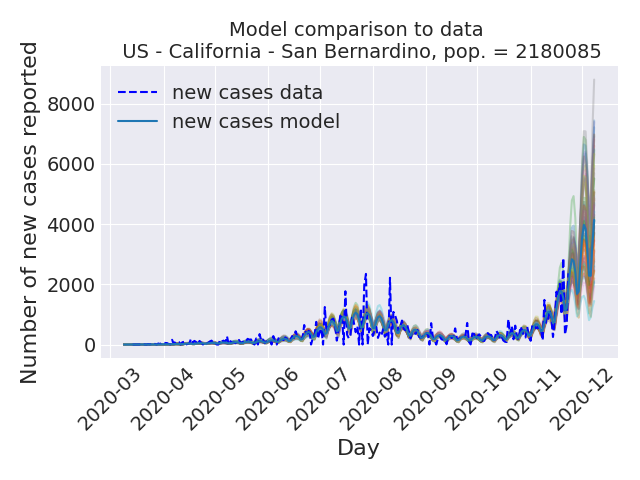 Model comparison to data
US - California - San Bernardino, pop. = 2180085
Number of new cases reported
8000
6000
4000
2000
0
new cases data
new cases model
2020-03
2020-04
2020-05
2020-06
2020-07
2020-08
2020-09
2020-10
2020-11
2020-12
Day